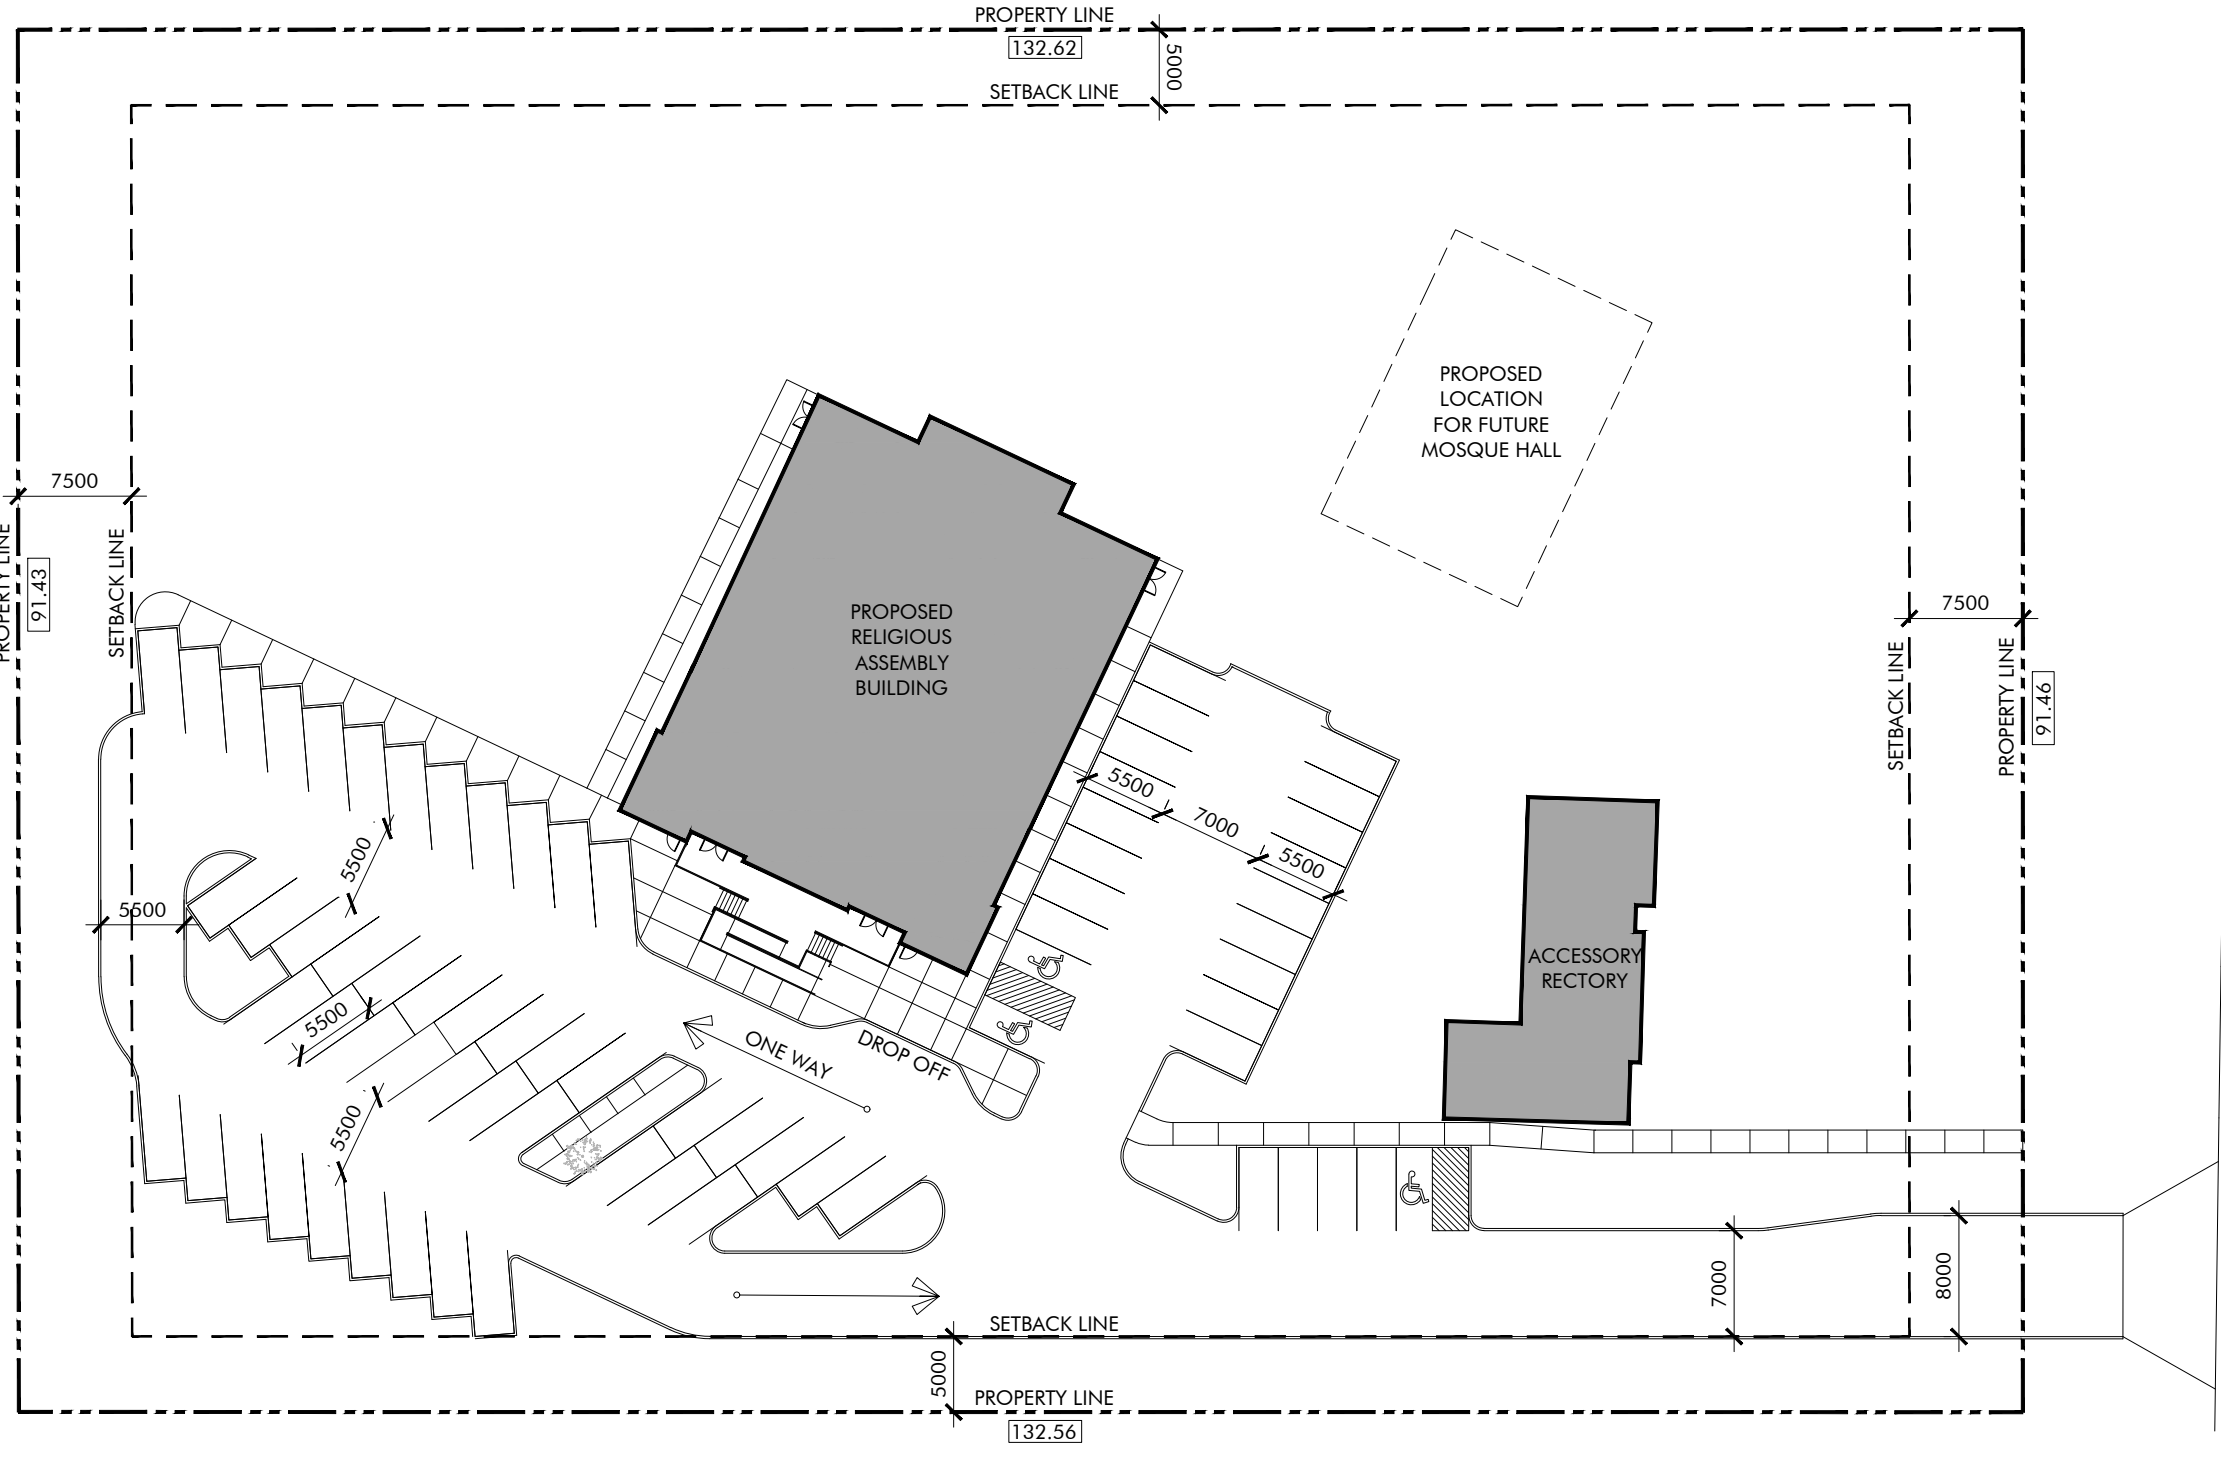 PROPERTY LINE
132.62
5000
SETBACK LINE
PROPOSED
LOCATION
FOR FUTURE
MOSQUE HALL
7500
PROPERTY LINE
91.43
SETBACK LINE
PROPOSED
RELIGIOUS
ASSEMBLY
BUILDING
7500
SETBACK LINE
PROPERTY LINE
91.46
5500
7000
5500
5500
5500
5500
5500
ONE WAY
DROP OFF
ACCESSORY
RECTORY
7000
8000
SETBACK LINE
5000
PROPERTY LINE
132.56